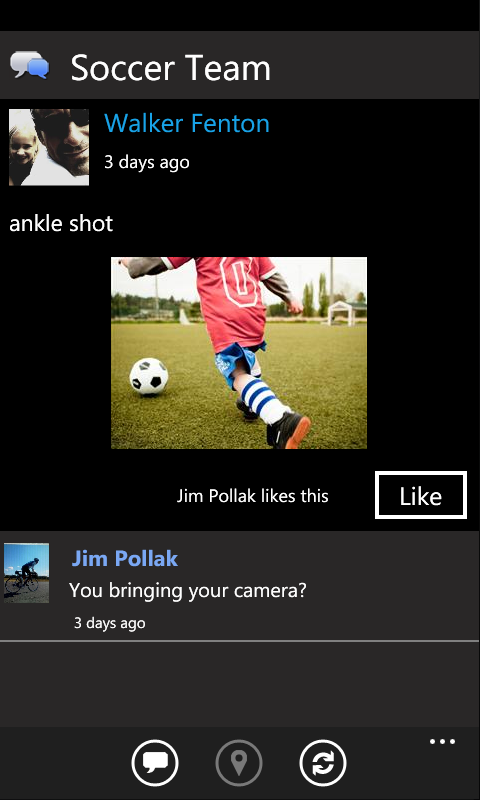 Soccer Team
Walker Fenton
3 days ago
ankle shot
Jim Pollak likes this
Like
Jim Pollak
You bringing your camera?
3 days ago